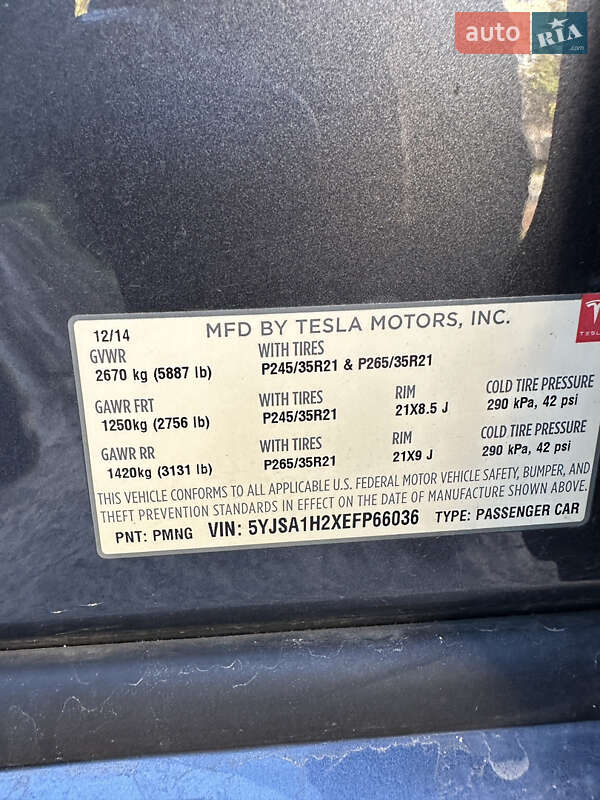 auto RIA
.com
12/14 MFD BY TESLA MOTORS, INC.
TESLA
GVWR WITH TIRES
2670 kg (5887 lb) P245/35R21 & P265/35R21
GAWR FRT WITH TIRES RIM COLD TIRE PRESSURE
1250kg (2756 lb) P245/35R21 21X8.5 J 290 kPa, 42 psi
GAWR RR WITH TIRES RIM COLD TIRE PRESSURE
1420kg (3131 lb) P265/35R21 21X9 J 290 kPa, 42 psi
THIS VEHICLE CONFORMS TO ALL APPLICABLE U.S. FEDERAL MOTOR VEHICLE SAFETY, BUMPER, AND
THEFT PREVENTION STANDARDS IN EFFECT ON THE DATE OF MANUFACTURE SHOWN ABOVE.
PNT: PMNG VIN: 5YJSA1H2XEFP66036 TYPE: PASSENGER CAR